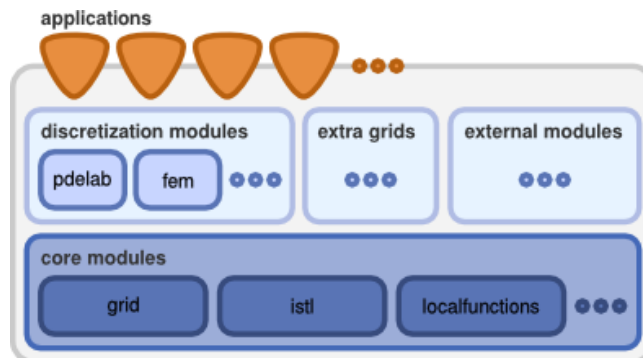 applications
discretization modules
extra grids
external modules
pdelab
fem
core modules
grid
istl
localfunctions